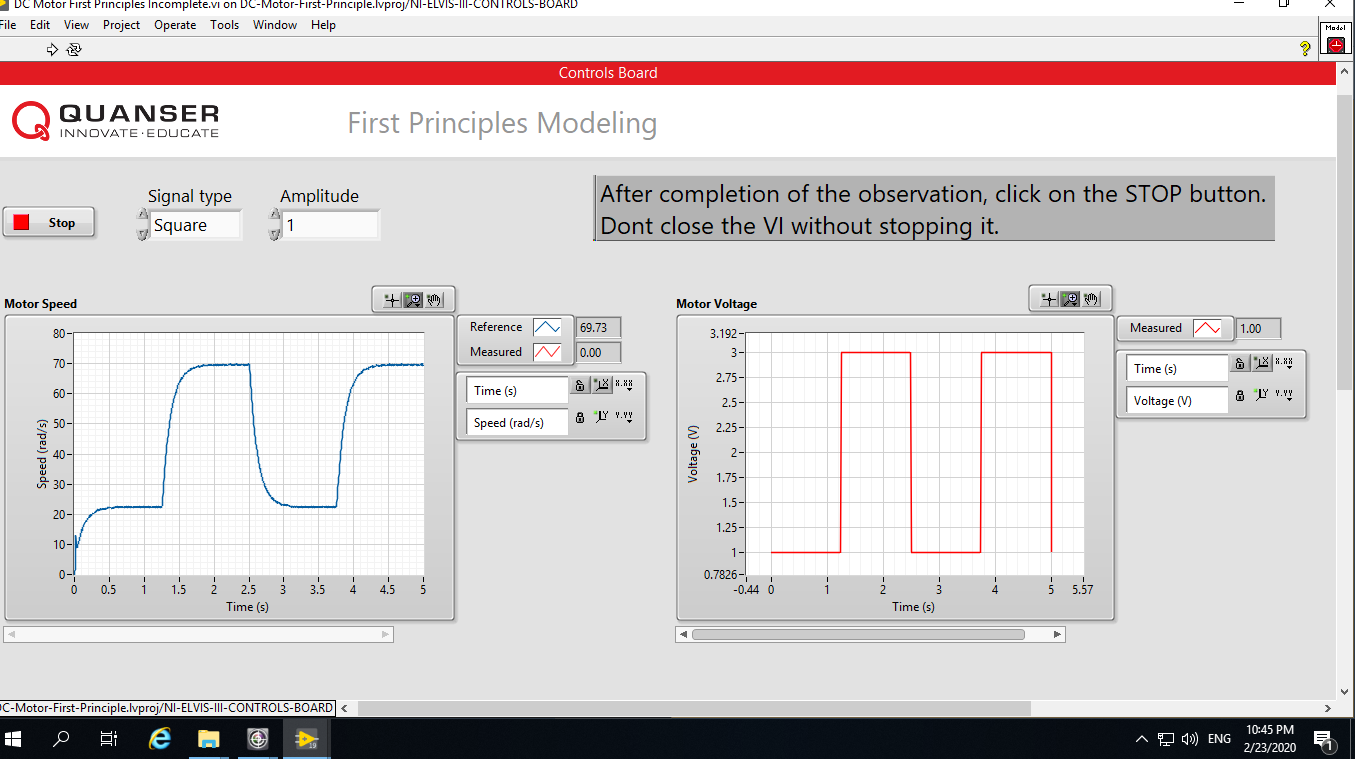 DC Motor First Principles Incomplete.vi on DC-Motor-First-Principle.lvproj/NI-ELVIS-III-CONTROLS-BOARD
File Edit View Project Operate Tools Window Help
Model
Controls Board
QUANSER
INNOVATE·EDUCATE
First Principles Modeling
Stop
Signal type
Square
Amplitude
1
After completion of the observation, click on the STOP button.
Dont close the VI without stopping it.
Motor Speed
80
70
60
50
40
30
20
10
0
Speed (rad/s)
0 0.5 1 1.5 2 2.5 3 3.5 4 4.5 5
Time (s)
Reference 69.73
Measured 0.00
Time (s) X.XX
Speed (rad/s) Y.YY
Motor Voltage
3.192
3
2.75
2.5
2.25
2
1.75
1.5
1.25
1
0.7826
Voltage (V)
-0.44 0 1 2 3 4 5 5.57
Time (s)
Measured 1.00
Time (s) X.XX
Voltage (V) Y.YY
DC-Motor-First-Principle.lvproj/NI-ELVIS-III-CONTROLS-BOARD
19
ENG
10:45 PM
2/23/2020
1